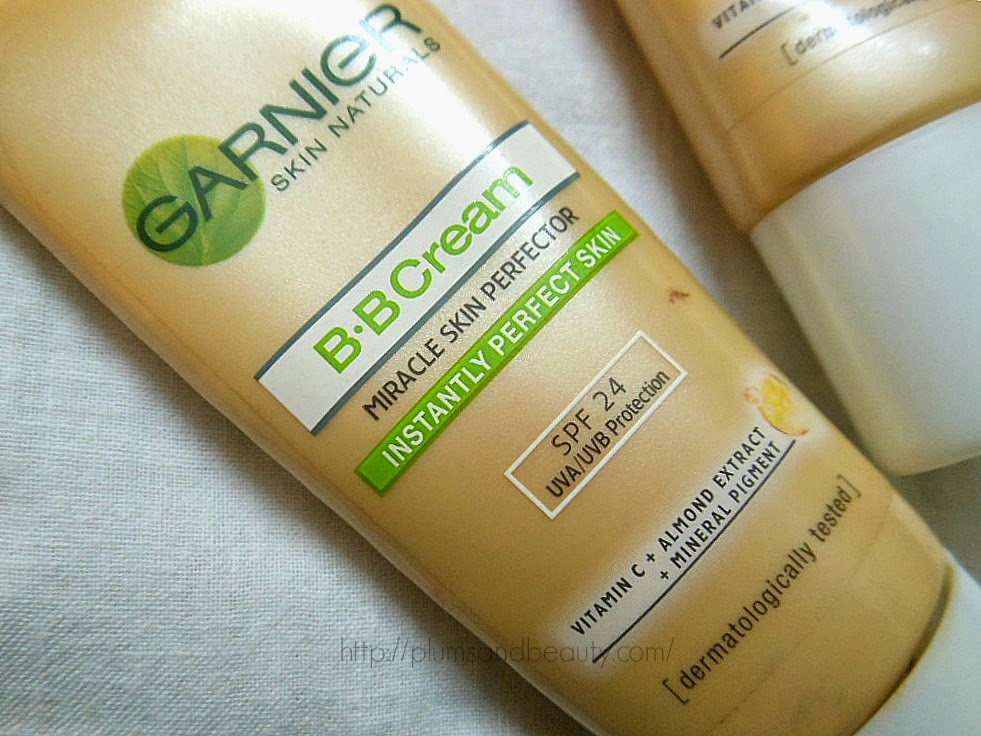 GARNIER
SKIN NATURALS
B·B Cream
MIRACLE SKIN PERFECTOR
INSTANTLY PERFECT SKIN
SPF 24
UVA/UVB Protection
VITAMIN C + ALMOND EXTRACT
+ MINERAL PIGMENT
[dermatologically tested]
http://plumsandbeauty.com/